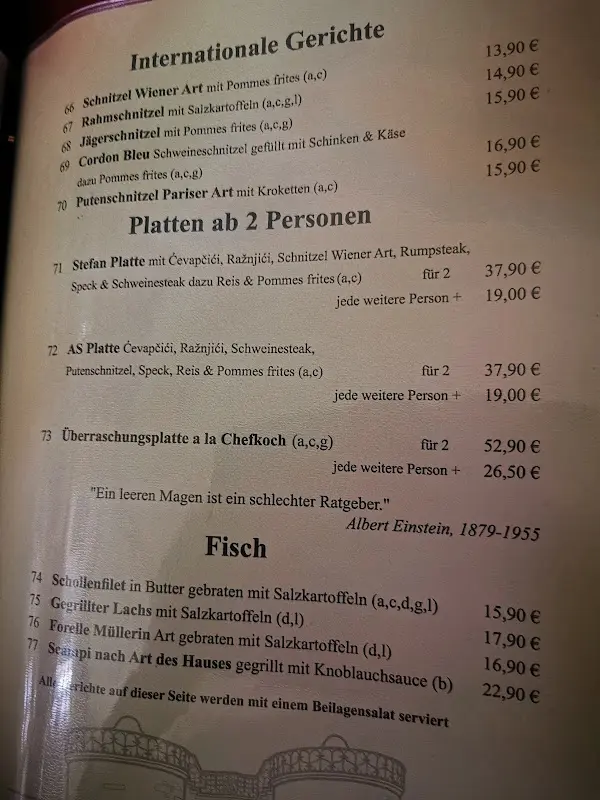 Internationale Gerichte
66 Schnitzel Wiener Art mit Pommes frites (a,c) 13,90 €
67 Rahmschnitzel mit Salzkartoffeln (a,c,g,l) 14,90 €
68 Jägerschnitzel mit Pommes frites (a,c,g) 15,90 €
69 Cordon Bleu Schweineschnitzel gefüllt mit Schinken & Käse
dazu Pommes frites (a,c,g) 16,90 €
70 Putenschnitzel Pariser Art mit Kroketten (a,c) 15,90 €
Platten ab 2 Personen
71 Stefan Platte mit Ćevapčići, Ražnjići, Schnitzel Wiener Art, Rumpsteak,
Speck & Schweinesteak dazu Reis & Pommes frites (a,c) für 2 37,90 €
jede weitere Person + 19,00 €
72 AS Platte Ćevapčići, Ražnjići, Schweinesteak,
Putenschnitzel, Speck, Reis & Pommes frites (a,c) für 2 37,90 €
jede weitere Person + 19,00 €
73 Überraschungsplatte a la Chefkoch (a,c,g) für 2 52,90 €
jede weitere Person + 26,50 €
"Ein leeren Magen ist ein schlechter Ratgeber."
Albert Einstein, 1879-1955
Fisch
74 Schollenfilet in Butter gebraten mit Salzkartoffeln (a,c,d,g,l) 15,90 €
75 Gegrillter Lachs mit Salzkartoffeln (d,l) 17,90 €
76 Forelle Müllerin Art gebraten mit Salzkartoffeln (d,l) 16,90 €
77 Scampi nach Art des Hauses gegrillt mit Knoblauchsauce (b) 22,90 €
Alle Gerichte auf dieser Seite werden mit einem Beilagensalat serviert